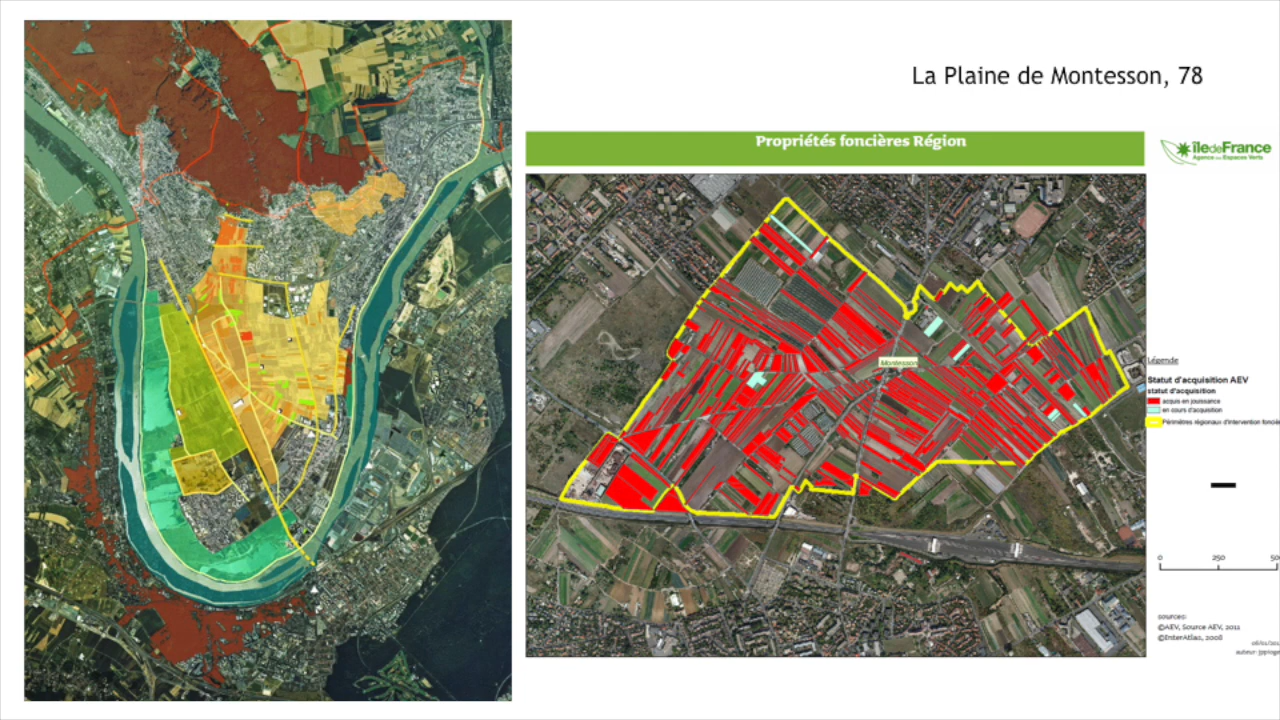 La Plaine de Montesson, 78
Propriétés foncières Région
îledeFrance
Agence des Espaces Verts
Montesson
Légende
Statut d'acquisition AEV
statut d'acquisition
acquis en jouissance
en cours d'acquisition
Périmètres régionaux d'intervention
0 250
sources:
©AEV, Source AEV, 2011
©InterAtlas, 2008
auteur: